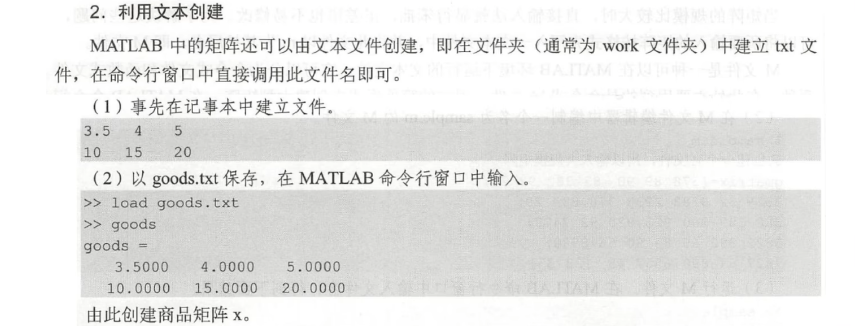 2. 利用文本创建
MATLAB 中的矩阵还可以由文本文件创建，即在文件夹（通常为 work 文件夹）中建立 txt 文
件，在命令行窗口中直接调用此文件名即可。
（1）事先在记事本中建立文件。
3.5 4 5
10 15 20
（2）以 goods.txt 保存，在 MATLAB 命令行窗口中输入。
>> load goods.txt
>> goods
goods =
3.5000 4.0000 5.0000
10.0000 15.0000 20.0000
由此创建商品矩阵 x。